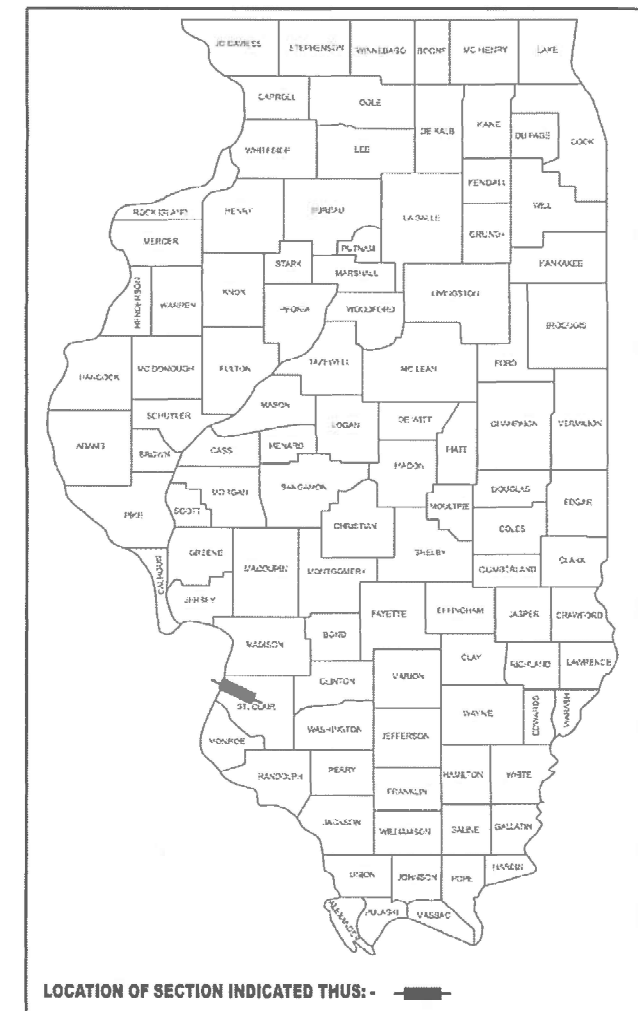 JO DAVIESS STEPHENSON WINNEBAGO BOONE MC HENRY LAKE
CARROLL OGLE DE KALB KANE DU PAGE COOK
WHITESIDE LEE KENDALL WILL
ROCK ISLAND HENRY BUREAU LA SALLE GRUNDY
MERCER PUTNAM KANKAKEE
HENDERSON WARREN KNOX STARK MARSHALL LIVINGSTON
PEORIA WOODFORD IROQUOIS
HANCOCK MC DONOUGH FULTON TAZEWELL MC LEAN FORD
SCHUYLER MASON LOGAN DE WITT CHAMPAIGN VERMILION
ADAMS BROWN CASS MENARD MACON PIATT
PIKE SCOTT MORGAN SANGAMON MOULTRIE DOUGLAS EDGAR
CHRISTIAN COLES
CALHOUN GREENE MACOUPIN MONTGOMERY SHELBY CUMBERLAND CLARK
JERSEY FAYETTE EFFINGHAM JASPER CRAWFORD
MADISON BOND CLAY RICHLAND LAWRENCE
ST. CLAIR CLINTON MARION WAYNE EDWARDS WABASH
MONROE WASHINGTON JEFFERSON
RANDOLPH PERRY FRANKLIN HAMILTON WHITE
JACKSON WILLIAMSON SALINE GALLATIN
UNION JOHNSON POPE HARDIN
ALEXANDER PULASKI MASSAC
LOCATION OF SECTION INDICATED THUS: -